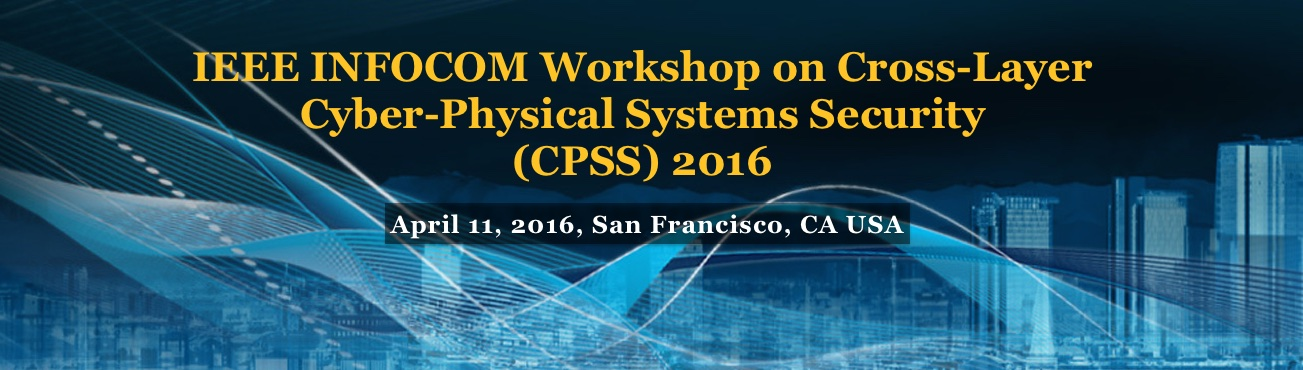 IEEE INFOCOM Workshop on Cross-Layer
Cyber-Physical Systems Security
(CPSS) 2016
April 11, 2016, San Francisco, CA USA